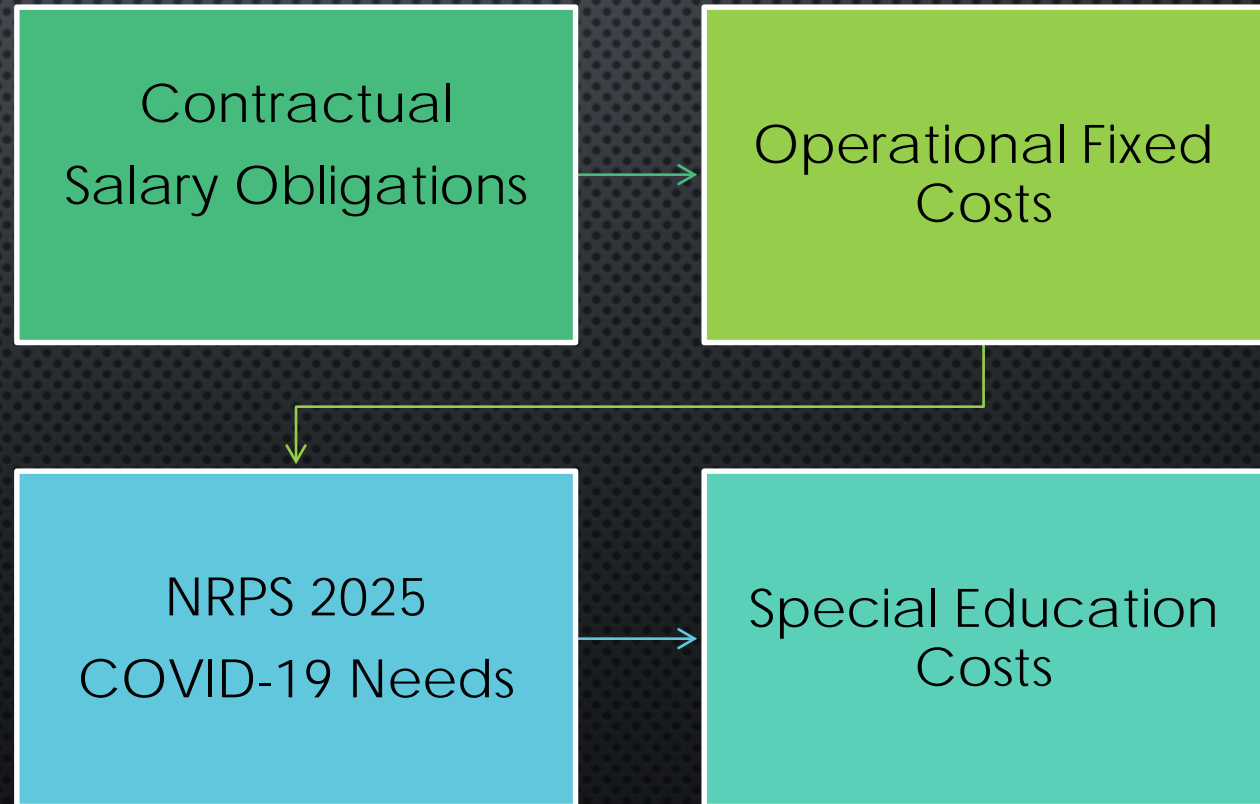 Contractual
Salary Obligations
Operational Fixed
Costs
NRPS 2025
COVID-19 Needs
Special Education
Costs